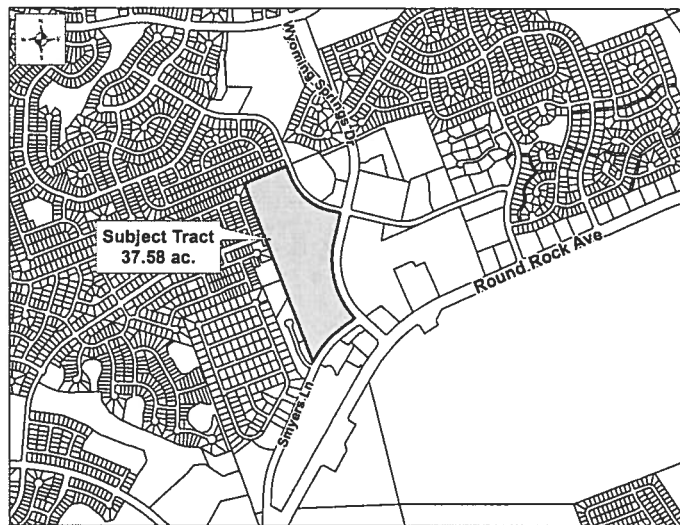 Wyoming Springs Dr
Subject Tract
37.58 ac.
Round Rock Ave
Smyers Ln